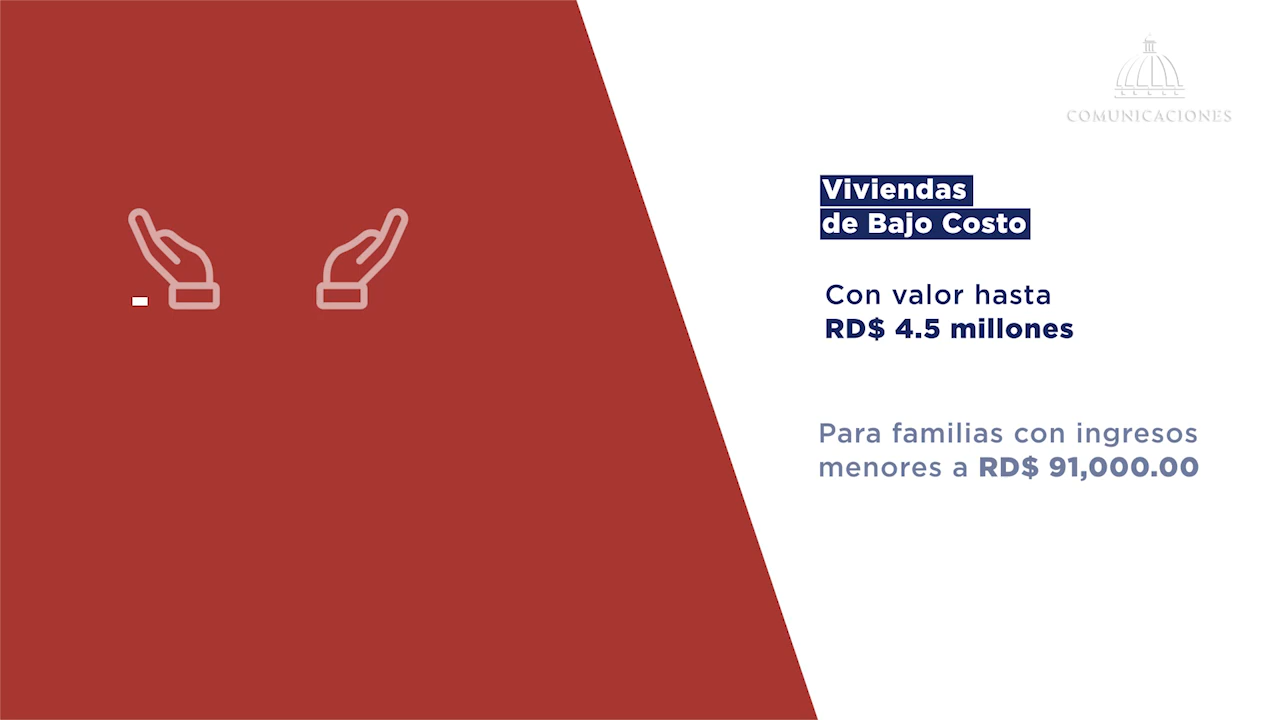 COMUNICACIONES
Viviendas
de Bajo Costo
Con valor hasta
RD$ 4.5 millones
Para familias con ingresos
menores a RD$ 91,000.00